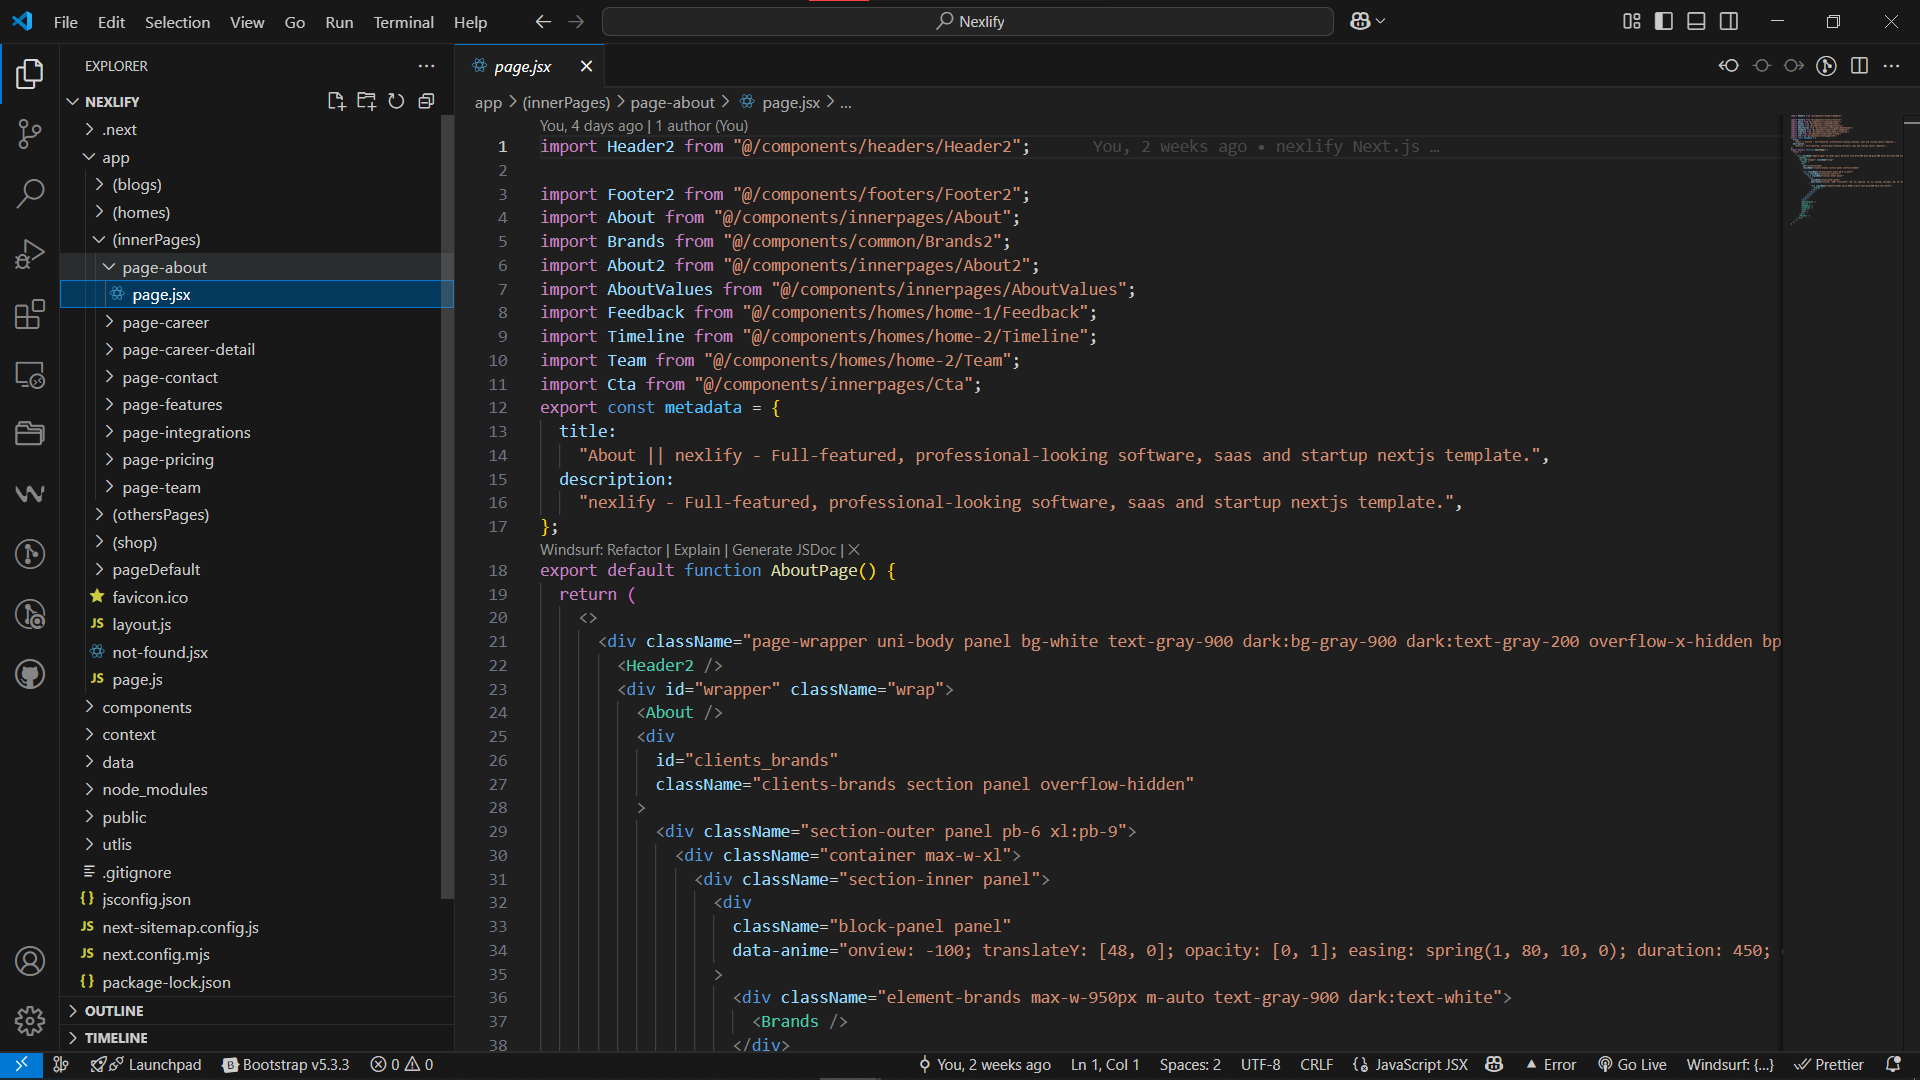 File Edit Selection View Go Run Terminal Help
Nexlify
EXPLORER
NEXLIFY
.next
app
(blogs)
(homes)
(innerPages)
page-about
page.jsx
page-career
page-career-detail
page-contact
page-features
page-integrations
page-pricing
page-team
(othersPages)
(shop)
pageDefault
favicon.ico
JS layout.js
not-found.jsx
JS page.js
components
context
data
node_modules
public
utlis
.gitignore
{} jsconfig.json
JS next-sitemap.config.js
JS next.config.mjs
{} package-lock.json
OUTLINE
TIMELINE
page.jsx
app > (innerPages) > page-about > page.jsx > ...
You, 4 days ago | 1 author (You)
1 import Header2 from "@/components/headers/Header2"; You, 2 weeks ago • nexlify Next.js …
2
3 import Footer2 from "@/components/footers/Footer2";
4 import About from "@/components/innerpages/About";
5 import Brands from "@/components/common/Brands2";
6 import About2 from "@/components/innerpages/About2";
7 import AboutValues from "@/components/innerpages/AboutValues";
8 import Feedback from "@/components/homes/home-1/Feedback";
9 import Timeline from "@/components/homes/home-2/Timeline";
10 import Team from "@/components/homes/home-2/Team";
11 import Cta from "@/components/innerpages/Cta";
12 export const metadata = {
13 title:
14 "About || nexlify - Full-featured, professional-looking software, saas and startup nextjs template.",
15 description:
16 "nexlify - Full-featured, professional-looking software, saas and startup nextjs template.",
17 };
Windsurf: Refactor | Explain | Generate JSDoc | X
18 export default function AboutPage() {
19 return (
20 <>
21 <div className="page-wrapper uni-body panel bg-white text-gray-900 dark:bg-gray-900 dark:text-gray-200 overflow-x-hidden bp
22 <Header2 />
23 <div id="wrapper" className="wrap">
24 <About />
25 <div
26 id="clients_brands"
27 className="clients-brands section panel overflow-hidden"
28 >
29 <div className="section-outer panel pb-6 xl:pb-9">
30 <div className="container max-w-xl">
31 <div className="section-inner panel">
32 <div
33 className="block-panel panel"
34 data-anime="onview: -100; translateY: [48, 0]; opacity: [0, 1]; easing: spring(1, 80, 10, 0); duration: 450;
35 >
36 <div className="element-brands max-w-950px m-auto text-gray-900 dark:text-white">
37 <Brands />
38 </div>
Launchpad Bootstrap v5.3.3 0 0 You, 2 weeks ago Ln 1, Col 1 Spaces: 2 UTF-8 CRLF {} JavaScript JSX Error Go Live Windsurf: {...} Prettier